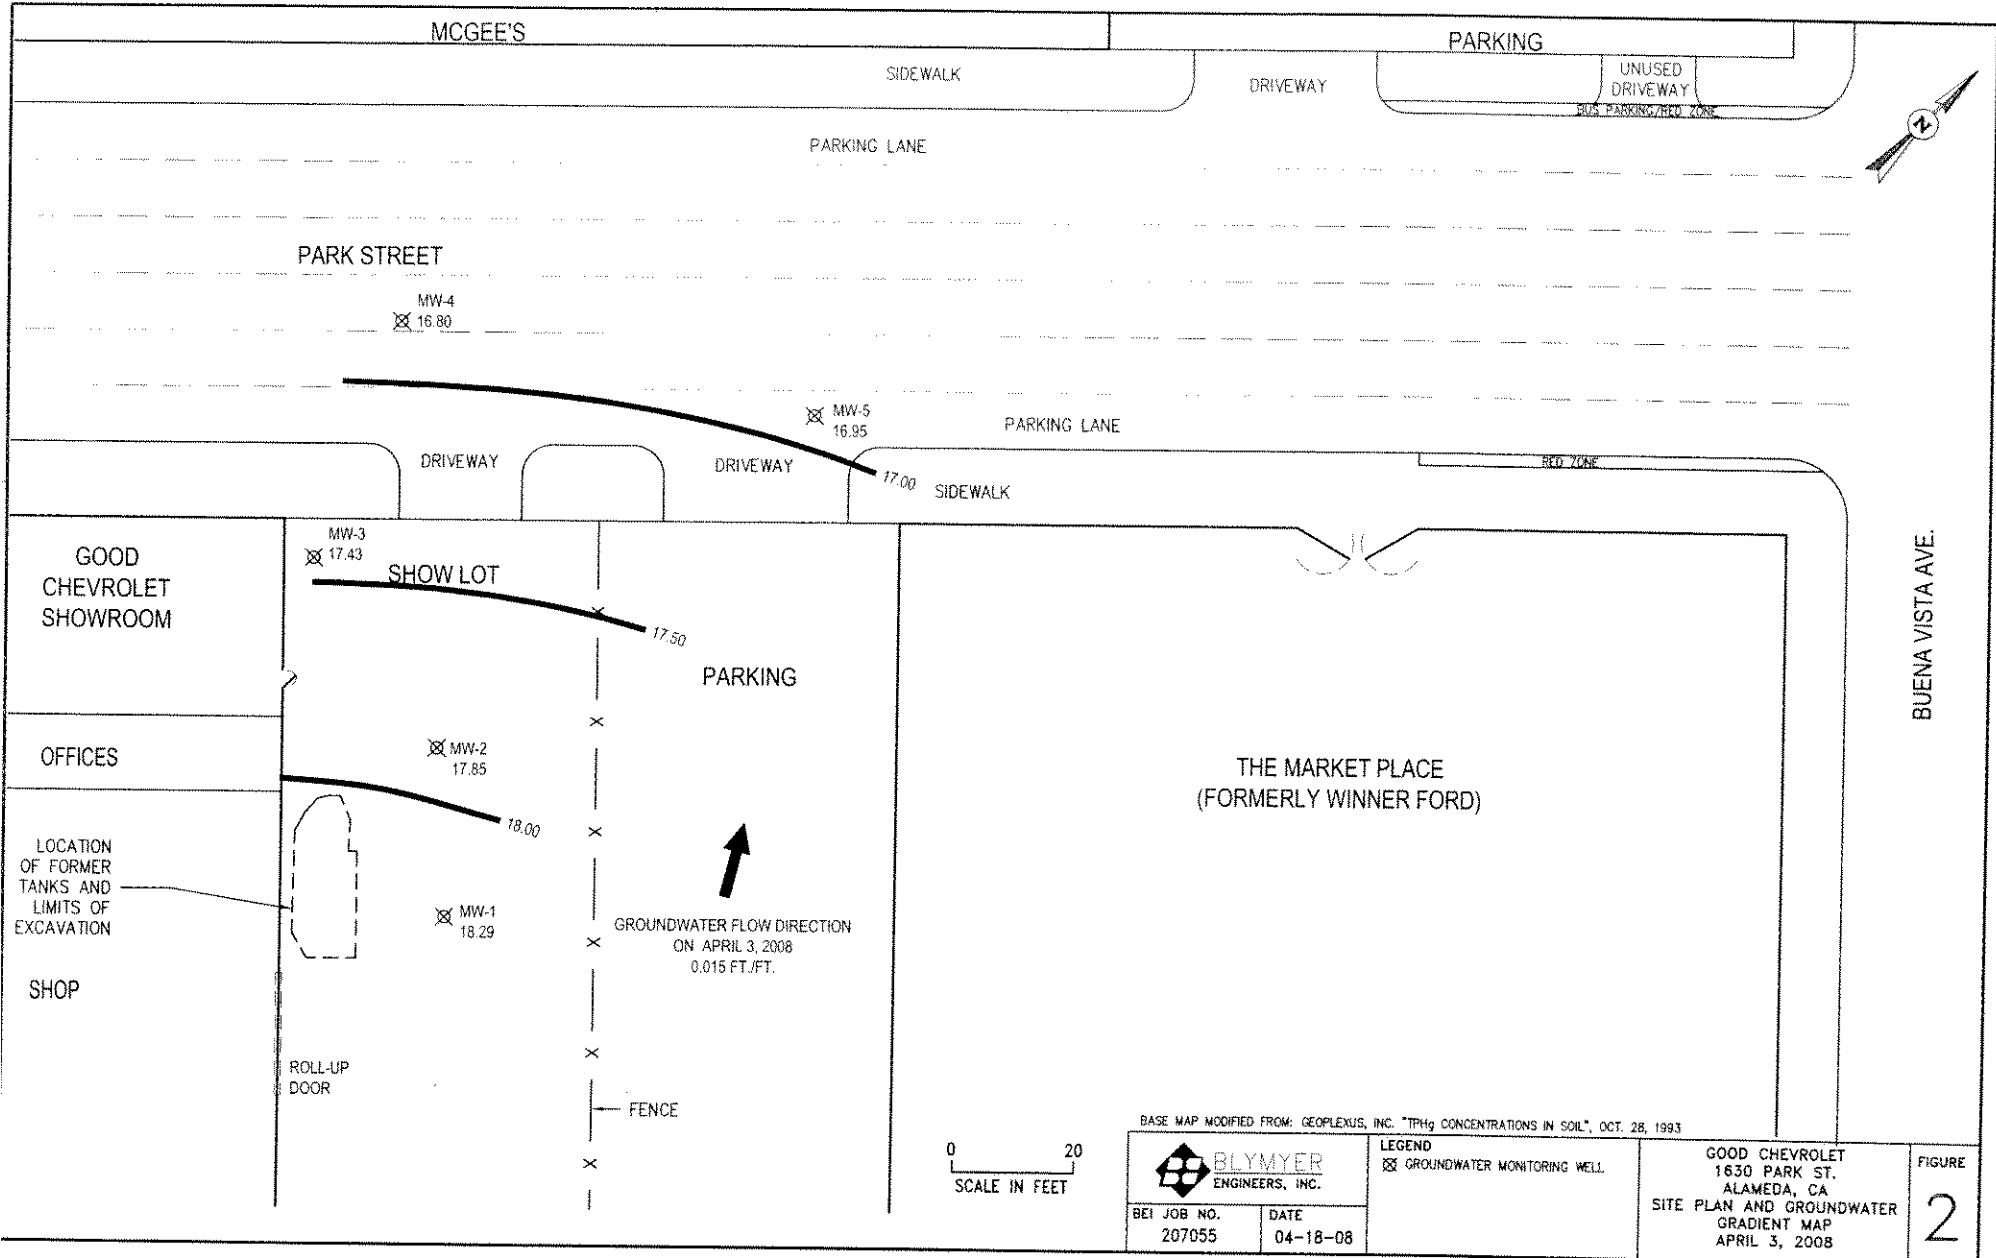 MCGEE'S
PARKING
SIDEWALK
DRIVEWAY
UNUSED
DRIVEWAY
BUS PARKING/RED ZONE
N
PARKING LANE
PARK STREET
MW-4
16.80
MW-5
16.95
PARKING LANE
DRIVEWAY
DRIVEWAY
17.00
SIDEWALK
RED ZONE
BUENA VISTA AVE.
GOOD
CHEVROLET
SHOWROOM
MW-3
17.43
SHOW LOT
17.50
PARKING
OFFICES
MW-2
17.85
18.00
THE MARKET PLACE
(FORMERLY WINNER FORD)
LOCATION
OF FORMER
TANKS AND
LIMITS OF
EXCAVATION
MW-1
18.29
GROUNDWATER FLOW DIRECTION
ON APRIL 3, 2008
0.015 FT./FT.
SHOP
ROLL-UP
DOOR
FENCE
0 20
SCALE IN FEET
BASE MAP MODIFIED FROM: GEOPLEXUS, INC. "TPHg CONCENTRATIONS IN SOIL", OCT. 28, 1993
BLYMYER
ENGINEERS, INC.
BEI JOB NO.
207055
DATE
04-18-08
LEGEND
GROUNDWATER MONITORING WELL
GOOD CHEVROLET
1630 PARK ST.
ALAMEDA, CA
SITE PLAN AND GROUNDWATER
GRADIENT MAP
APRIL 3, 2008
FIGURE
2